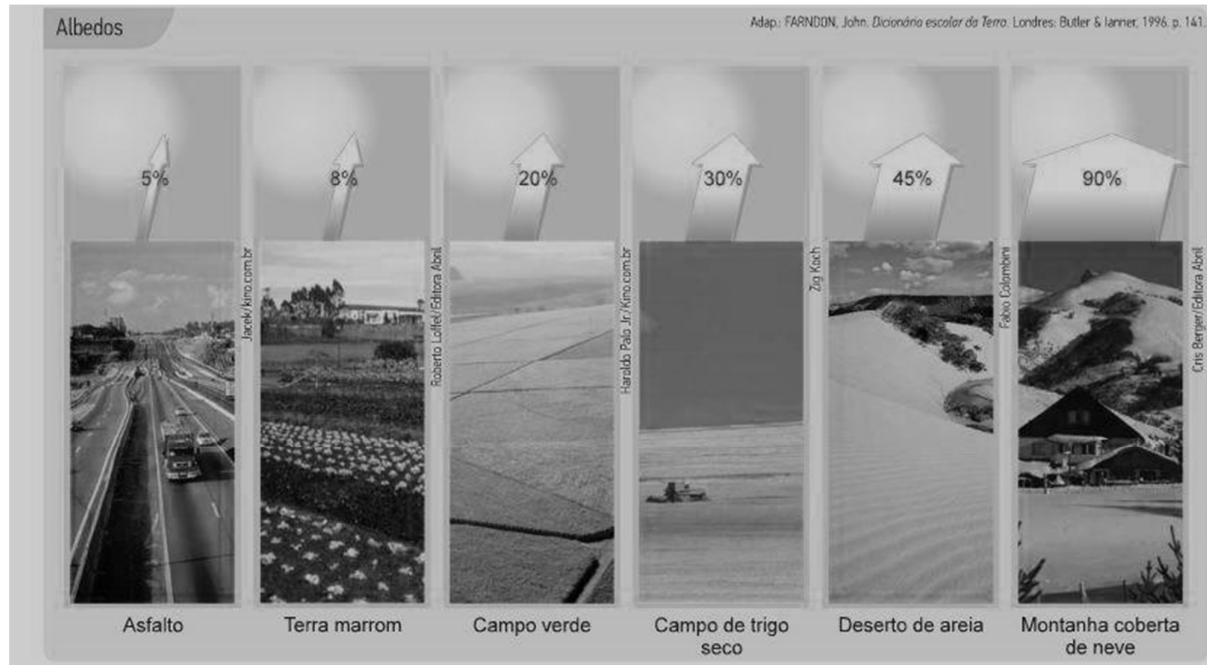 Albedos
Adap.: FARNDON, John. Dicionário escolar da Terra. Londres: Butler & Ianner, 1996. p. 141.
5%
8%
20%
30%
45%
90%
Jacek/kino.com.br
Roberto Loffel/Editora Abril
Haroldo Palo Jr./Kino.com.br
Zig Koch
Fabio Colombini
Cris Berger/Editora Abril
Asfalto
Terra marrom
Campo verde
Campo de trigo
seco
Deserto de areia
Montanha coberta
de neve